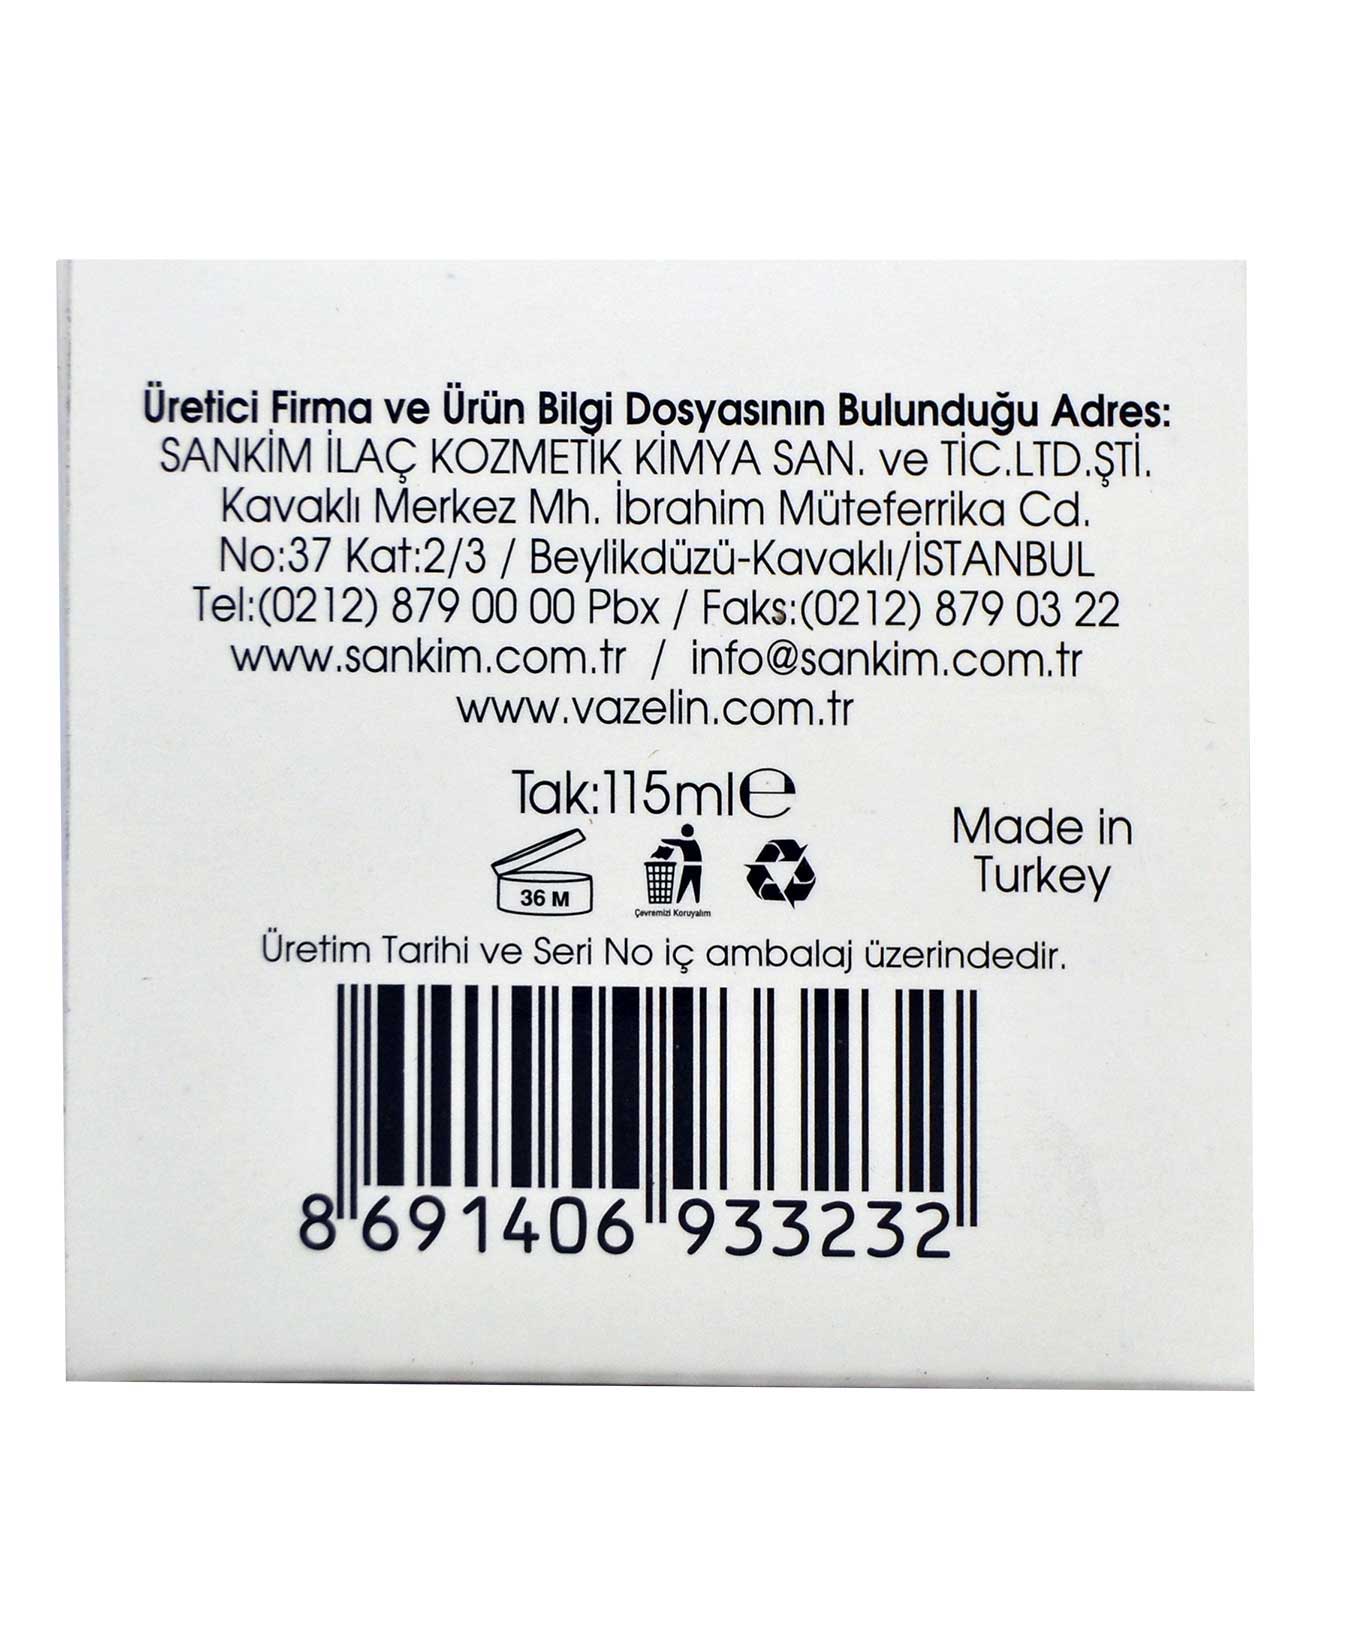 Üretici Firma ve Ürün Bilgi Dosyasının Bulunduğu Adres:
SANKİM İLAÇ KOZMETİK KİMYA SAN. ve TİC.LTD.ŞTİ.
Kavaklı Merkez Mh. İbrahim Müteferrika Cd.
No:37 Kat:2/3 / Beylikdüzü-Kavaklı/İSTANBUL
Tel:(0212) 879 00 00 Pbx / Faks:(0212) 879 03 22
www.sankim.com.tr / info@sankim.com.tr
www.vazelin.com.tr
Tak:115ml℮
Made in
Turkey
36 M
Çevremizi Koruyalım
Üretim Tarihi ve Seri No iç ambalaj üzerindedir.
8 691406 933232